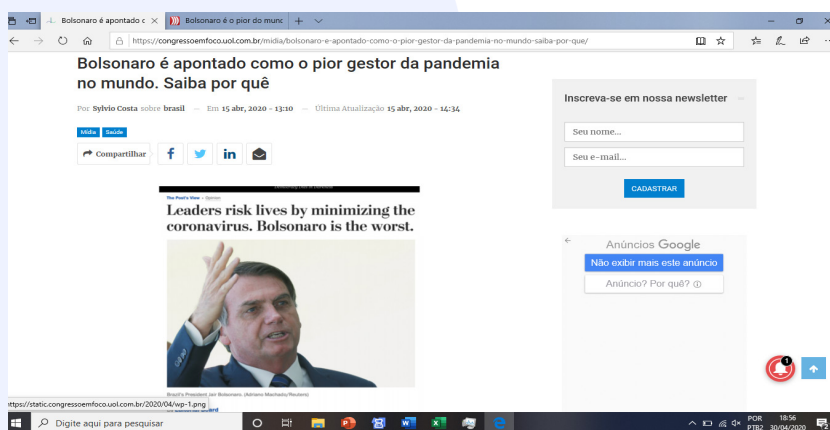 Bolsonaro é apontado c
Bolsonaro é o pior do mund
https://congressoemfoco.uol.com.br/midia/bolsonaro-e-apontado-como-o-pior-gestor-da-pandemia-no-mundo-saiba-por-que/
Bolsonaro é apontado como o pior gestor da pandemia
no mundo. Saiba por quê
Por Sylvio Costa sobre brasil — Em 15 abr, 2020 - 13:10 — Última Atualização 15 abr, 2020 - 14:34
Mídia Saúde
Compartilhar
The Post's View • Opinion
Leaders risk lives by minimizing the
coronavirus. Bolsonaro is the worst.
Brazil's President Jair Bolsonaro. (Adriano Machado/Reuters)
Inscreva-se em nossa newsletter
Seu nome...
Seu e-mail...
CADASTRAR
Anúncios Google
Não exibir mais este anúncio
Anúncio? Por quê?
1
https://static.congressoemfoco.uol.com.br/2020/04/wp-1.png
Digite aqui para pesquisar
POR
PTB2
18:56
30/04/2020
2